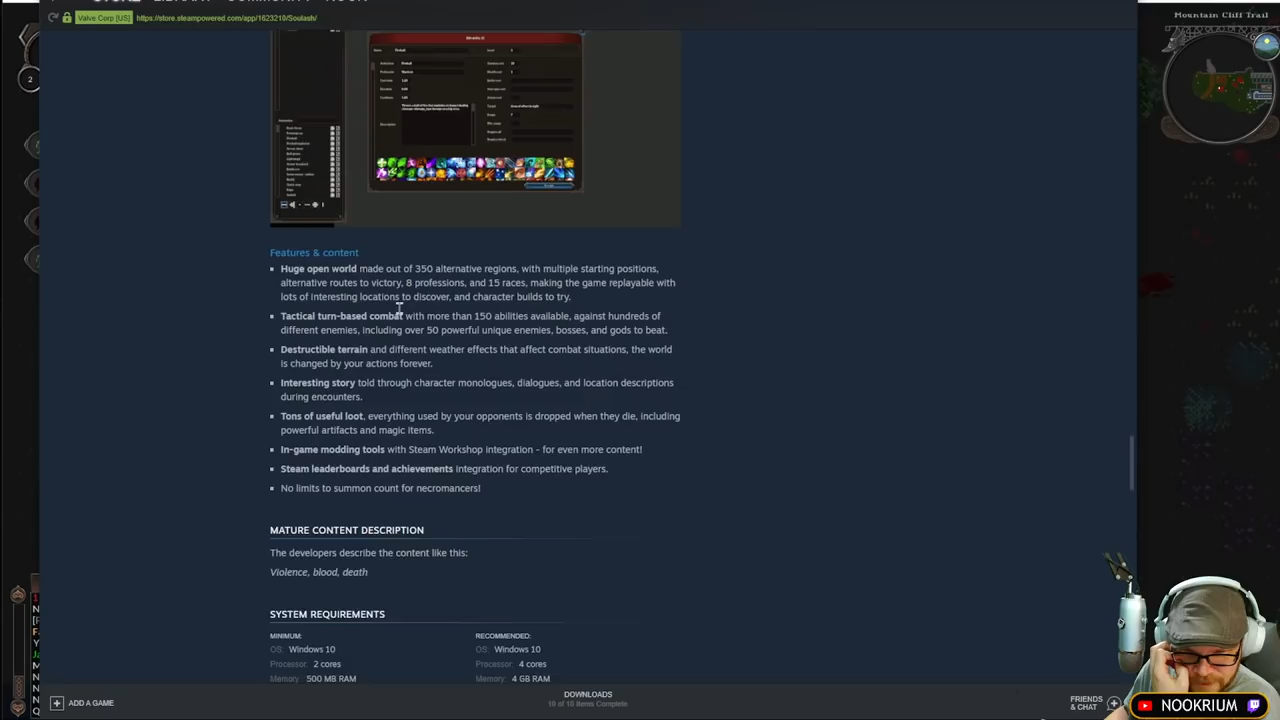 Valve Corp [US] https://store.steampowered.com/app/1623210/Soulash/
Mountain Cliff Trail
2
Features & content
Huge open world made out of 350 alternative regions, with multiple starting positions,
alternative routes to victory, 8 professions, and 15 races, making the game replayable with
lots of interesting locations to discover, and character builds to try.
Tactical turn-based combat with more than 150 abilities available, against hundreds of
different enemies, including over 50 powerful unique enemies, bosses, and gods to beat.
Destructible terrain and different weather effects that affect combat situations, the world
is changed by your actions forever.
Interesting story told through character monologues, dialogues, and location descriptions
during encounters.
Tons of useful loot, everything used by your opponents is dropped when they die, including
powerful artifacts and magic items.
In-game modding tools with Steam Workshop integration - for even more content!
Steam leaderboards and achievements integration for competitive players.
No limits to summon count for necromancers!
MATURE CONTENT DESCRIPTION
The developers describe the content like this:
Violence, blood, death
SYSTEM REQUIREMENTS
MINIMUM:
OS: Windows 10
Processor: 2 cores
Memory: 500 MB RAM
RECOMMENDED:
OS: Windows 10
Processor: 4 cores
Memory: 4 GB RAM
ADD A GAME
DOWNLOADS
10 of 10 Items Complete
FRIENDS
& CHAT
NOOKRIUM